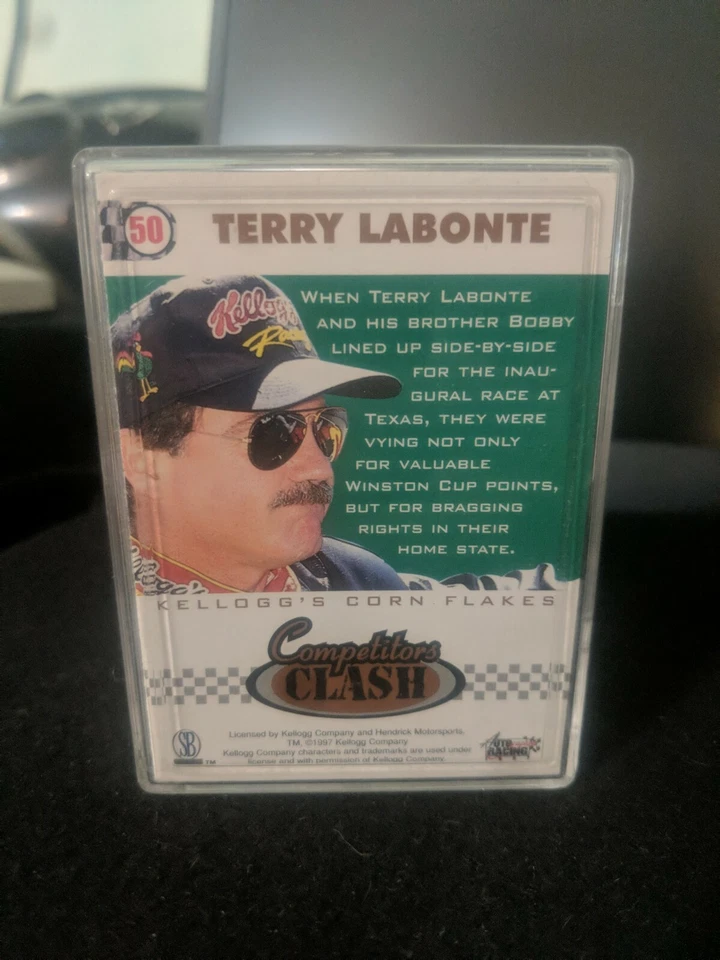 50
TERRY LABONTE
Kellogg's
Racing
WHEN TERRY LABONTE
AND HIS BROTHER BOBBY
LINED UP SIDE-BY-SIDE
FOR THE INAU-
GURAL RACE AT
TEXAS, THEY WERE
VYING NOT ONLY
FOR VALUABLE
WINSTON CUP POINTS,
BUT FOR BRAGGING
RIGHTS IN THEIR
HOME STATE.
KELLOGG'S CORN FLAKES
Competitors
CLASH
Licensed by Kellogg Company and Hendrick Motorsports.
TM, ©1997 Kellogg Company
Kellogg Company characters and trademarks are used under
license and with permission of Kellogg Company.
SB
TM
AUTO
RACING